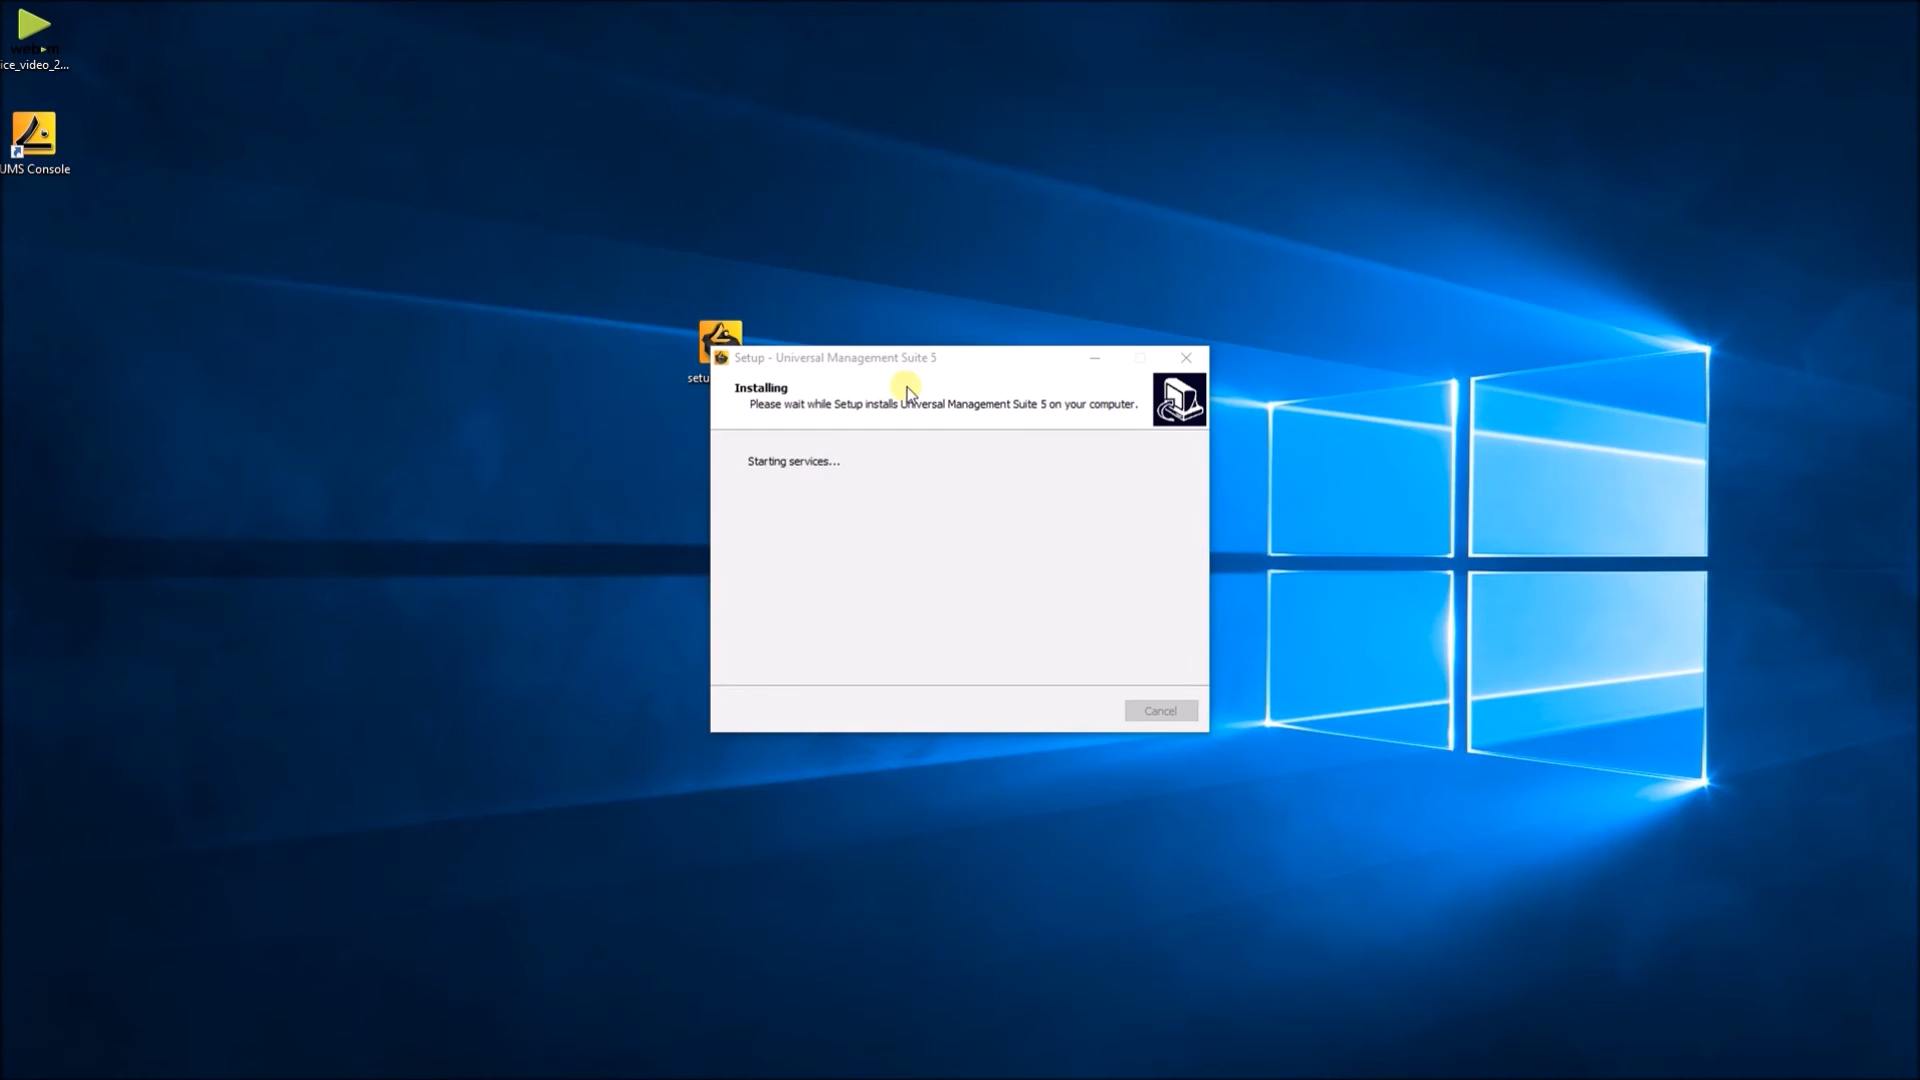 ice_video_2...
UMS Console
setu
Setup - Universal Management Suite 5
Installing
Please wait while Setup installs Universal Management Suite 5 on your computer.
Starting services...
Cancel